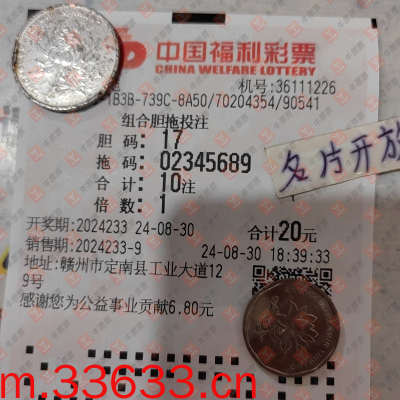 中国福利彩票
CHINA WELFARE LOTTERY
机号:36111226
1B3B-739C-8A50/70204354/90541
组合胆拖投注
胆 码: 17
拖 码: 02345689
合 计: 10注
倍 数: 1
名片开放
开奖期:2024233 24-08-30 合计20元
销售期:2024233-9 24-08-30 18:39:33
地址:赣州市定南县工业大道12
9号
感谢您为公益事业贡献6.80元
m.33633.cn